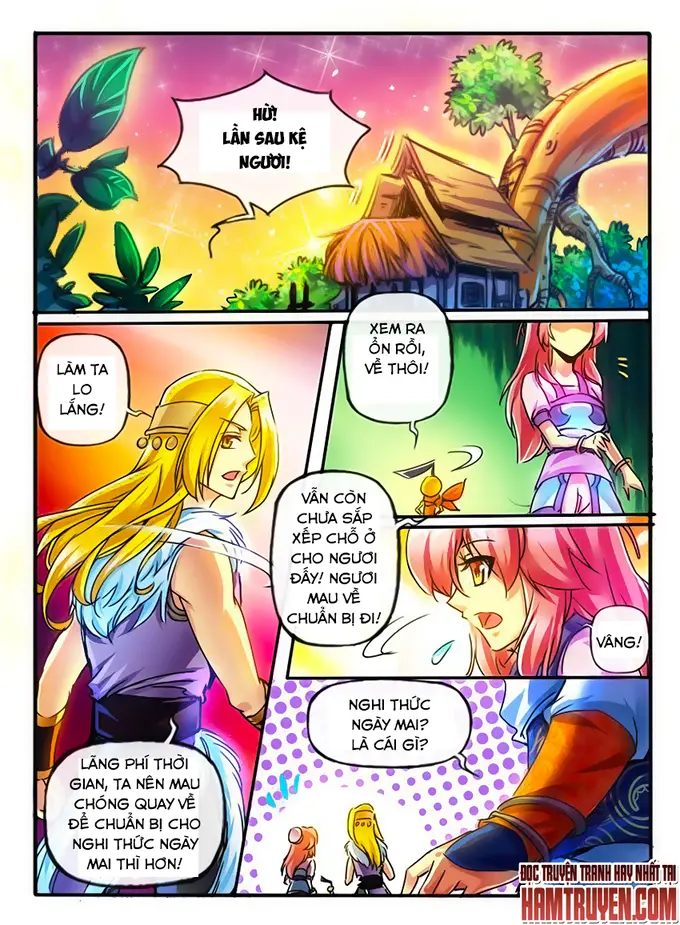 HỪ!
LẦN SAU KỆ
NGƯỜI!
XEM RA
ỔN RỒI,
VỀ THÔI!
LÀM TA
LO
LẮNG!
VẪN CÒN
CHƯA SẮP
XẾP CHỖ Ở
CHO NGƯƠI
ĐẤY! NGƯƠI
MAU VỀ
CHUẨN BỊ ĐI!
VÂNG!
LÃNG PHÍ THỜI
GIAN, TA NÊN MAU
CHÓNG QUAY VỀ
ĐỂ CHUẨN BỊ CHO
NGHI THỨC NGÀY
MAI THÌ HƠN!
NGHI THỨC
NGÀY MAI?
LÀ CÁI GÌ?
ĐỌC TRUYỆN TRANH HAY NHẤT TẠI
HAMTRUYEN.COM